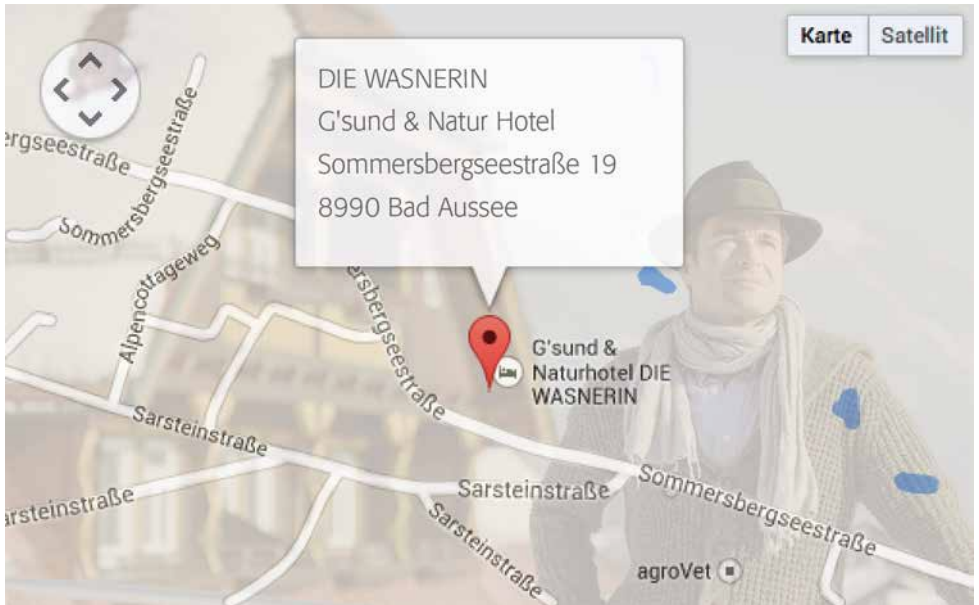 Karte Satellit
DIE WASNERIN
G'sund & Natur Hotel
Sommersbergseestraße 19
8990 Bad Aussee
ergseestraße
Sommersbergseestraße
Alpencottageweg
ersbergseestraße
G'sund &
Naturhotel DIE
WASNERIN
Sarsteinstraße
arsteinstraße
Sarsteinstraße
Sarsteinstraße
Sommersbergseestraße
agroVet